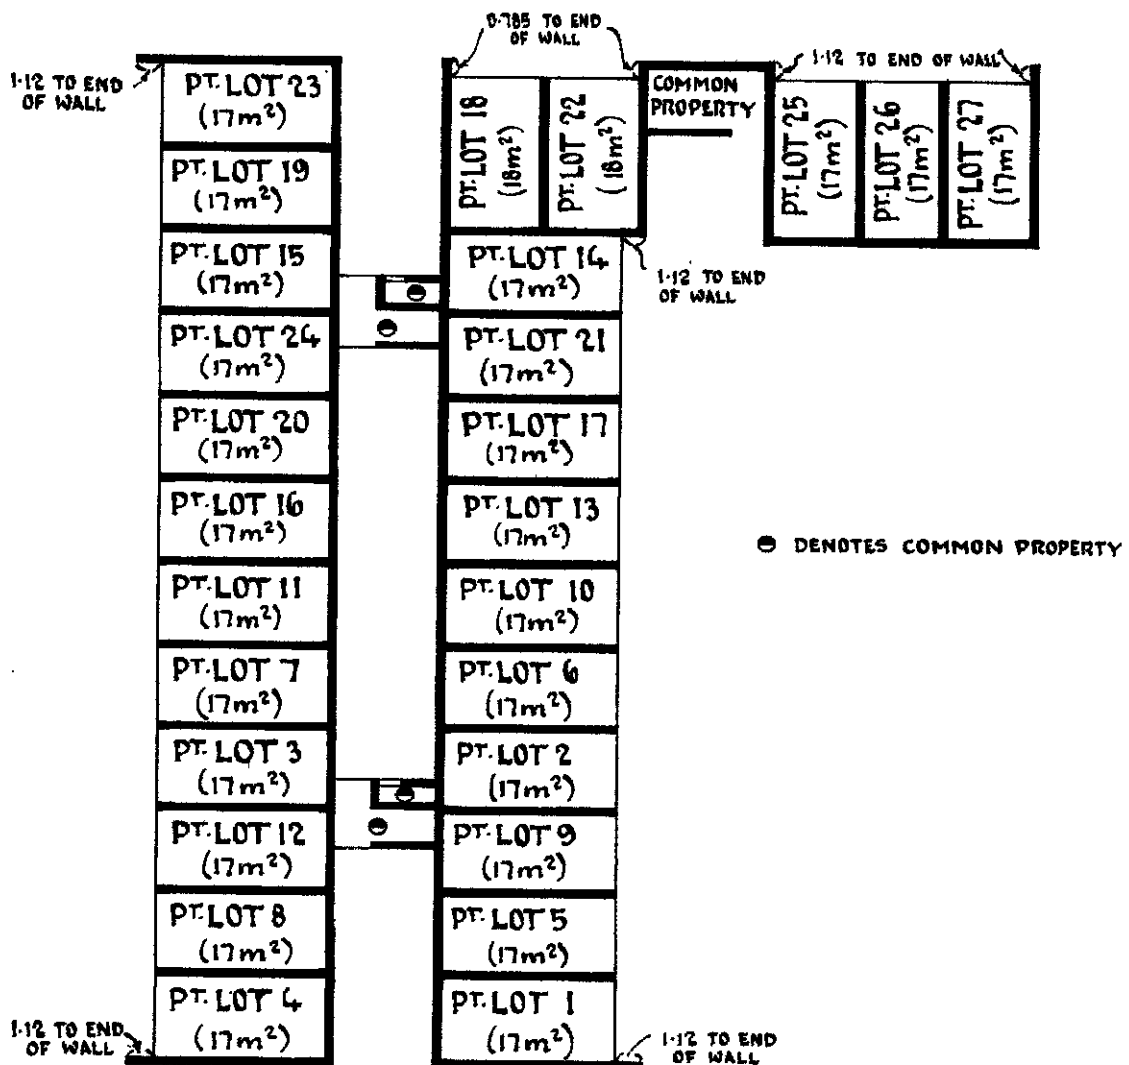 1·12 TO END
OF WALL
PT. LOT 23
(17m²)
PT. LOT 19
(17m²)
PT. LOT 15
(17m²)
PT. LOT 24
(17m²)
PT. LOT 20
(17m²)
PT. LOT 16
(17m²)
PT. LOT 11
(17m²)
PT. LOT 7
(17m²)
PT. LOT 3
(17m²)
PT. LOT 12
(17m²)
PT. LOT 8
(17m²)
PT. LOT 4
(17m²)
1·12 TO END
OF WALL
0·785 TO END
OF WALL
PT. LOT 18
(18m²)
PT. LOT 22
(18m²)
COMMON
PROPERTY
1·12 TO END OF WALL
PT. LOT 25
(17m²)
PT. LOT 26
(17m²)
PT. LOT 27
(17m²)
PT. LOT 14
(17m²)
1·12 TO END
OF WALL
PT. LOT 21
(17m²)
PT. LOT 17
(17m²)
PT. LOT 13
(17m²)
PT. LOT 10
(17m²)
PT. LOT 6
(17m²)
PT. LOT 2
(17m²)
PT. LOT 9
(17m²)
PT. LOT 5
(17m²)
PT. LOT 1
(17m²)
1·12 TO END
OF WALL
DENOTES COMMON PROPERTY